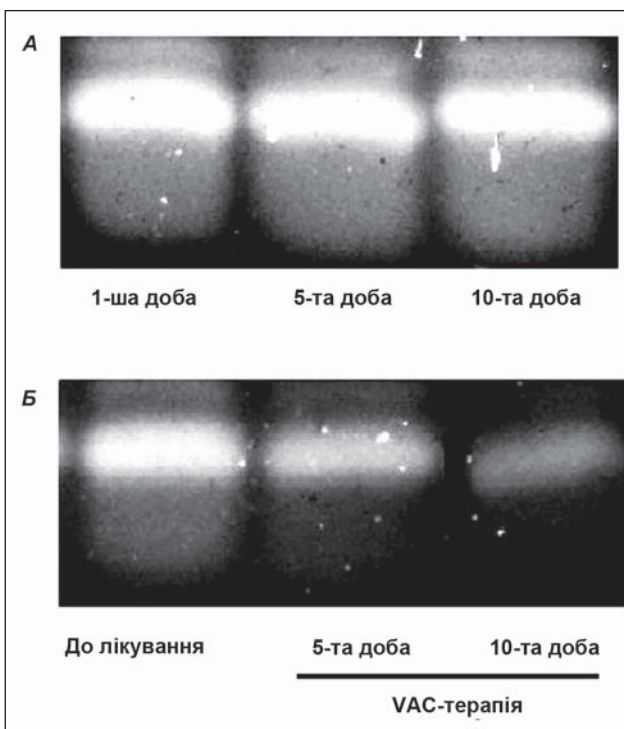 А
1-ша доба 5-та доба 10-та доба
Б
До лікування 5-та доба 10-та доба
VAC-терапія